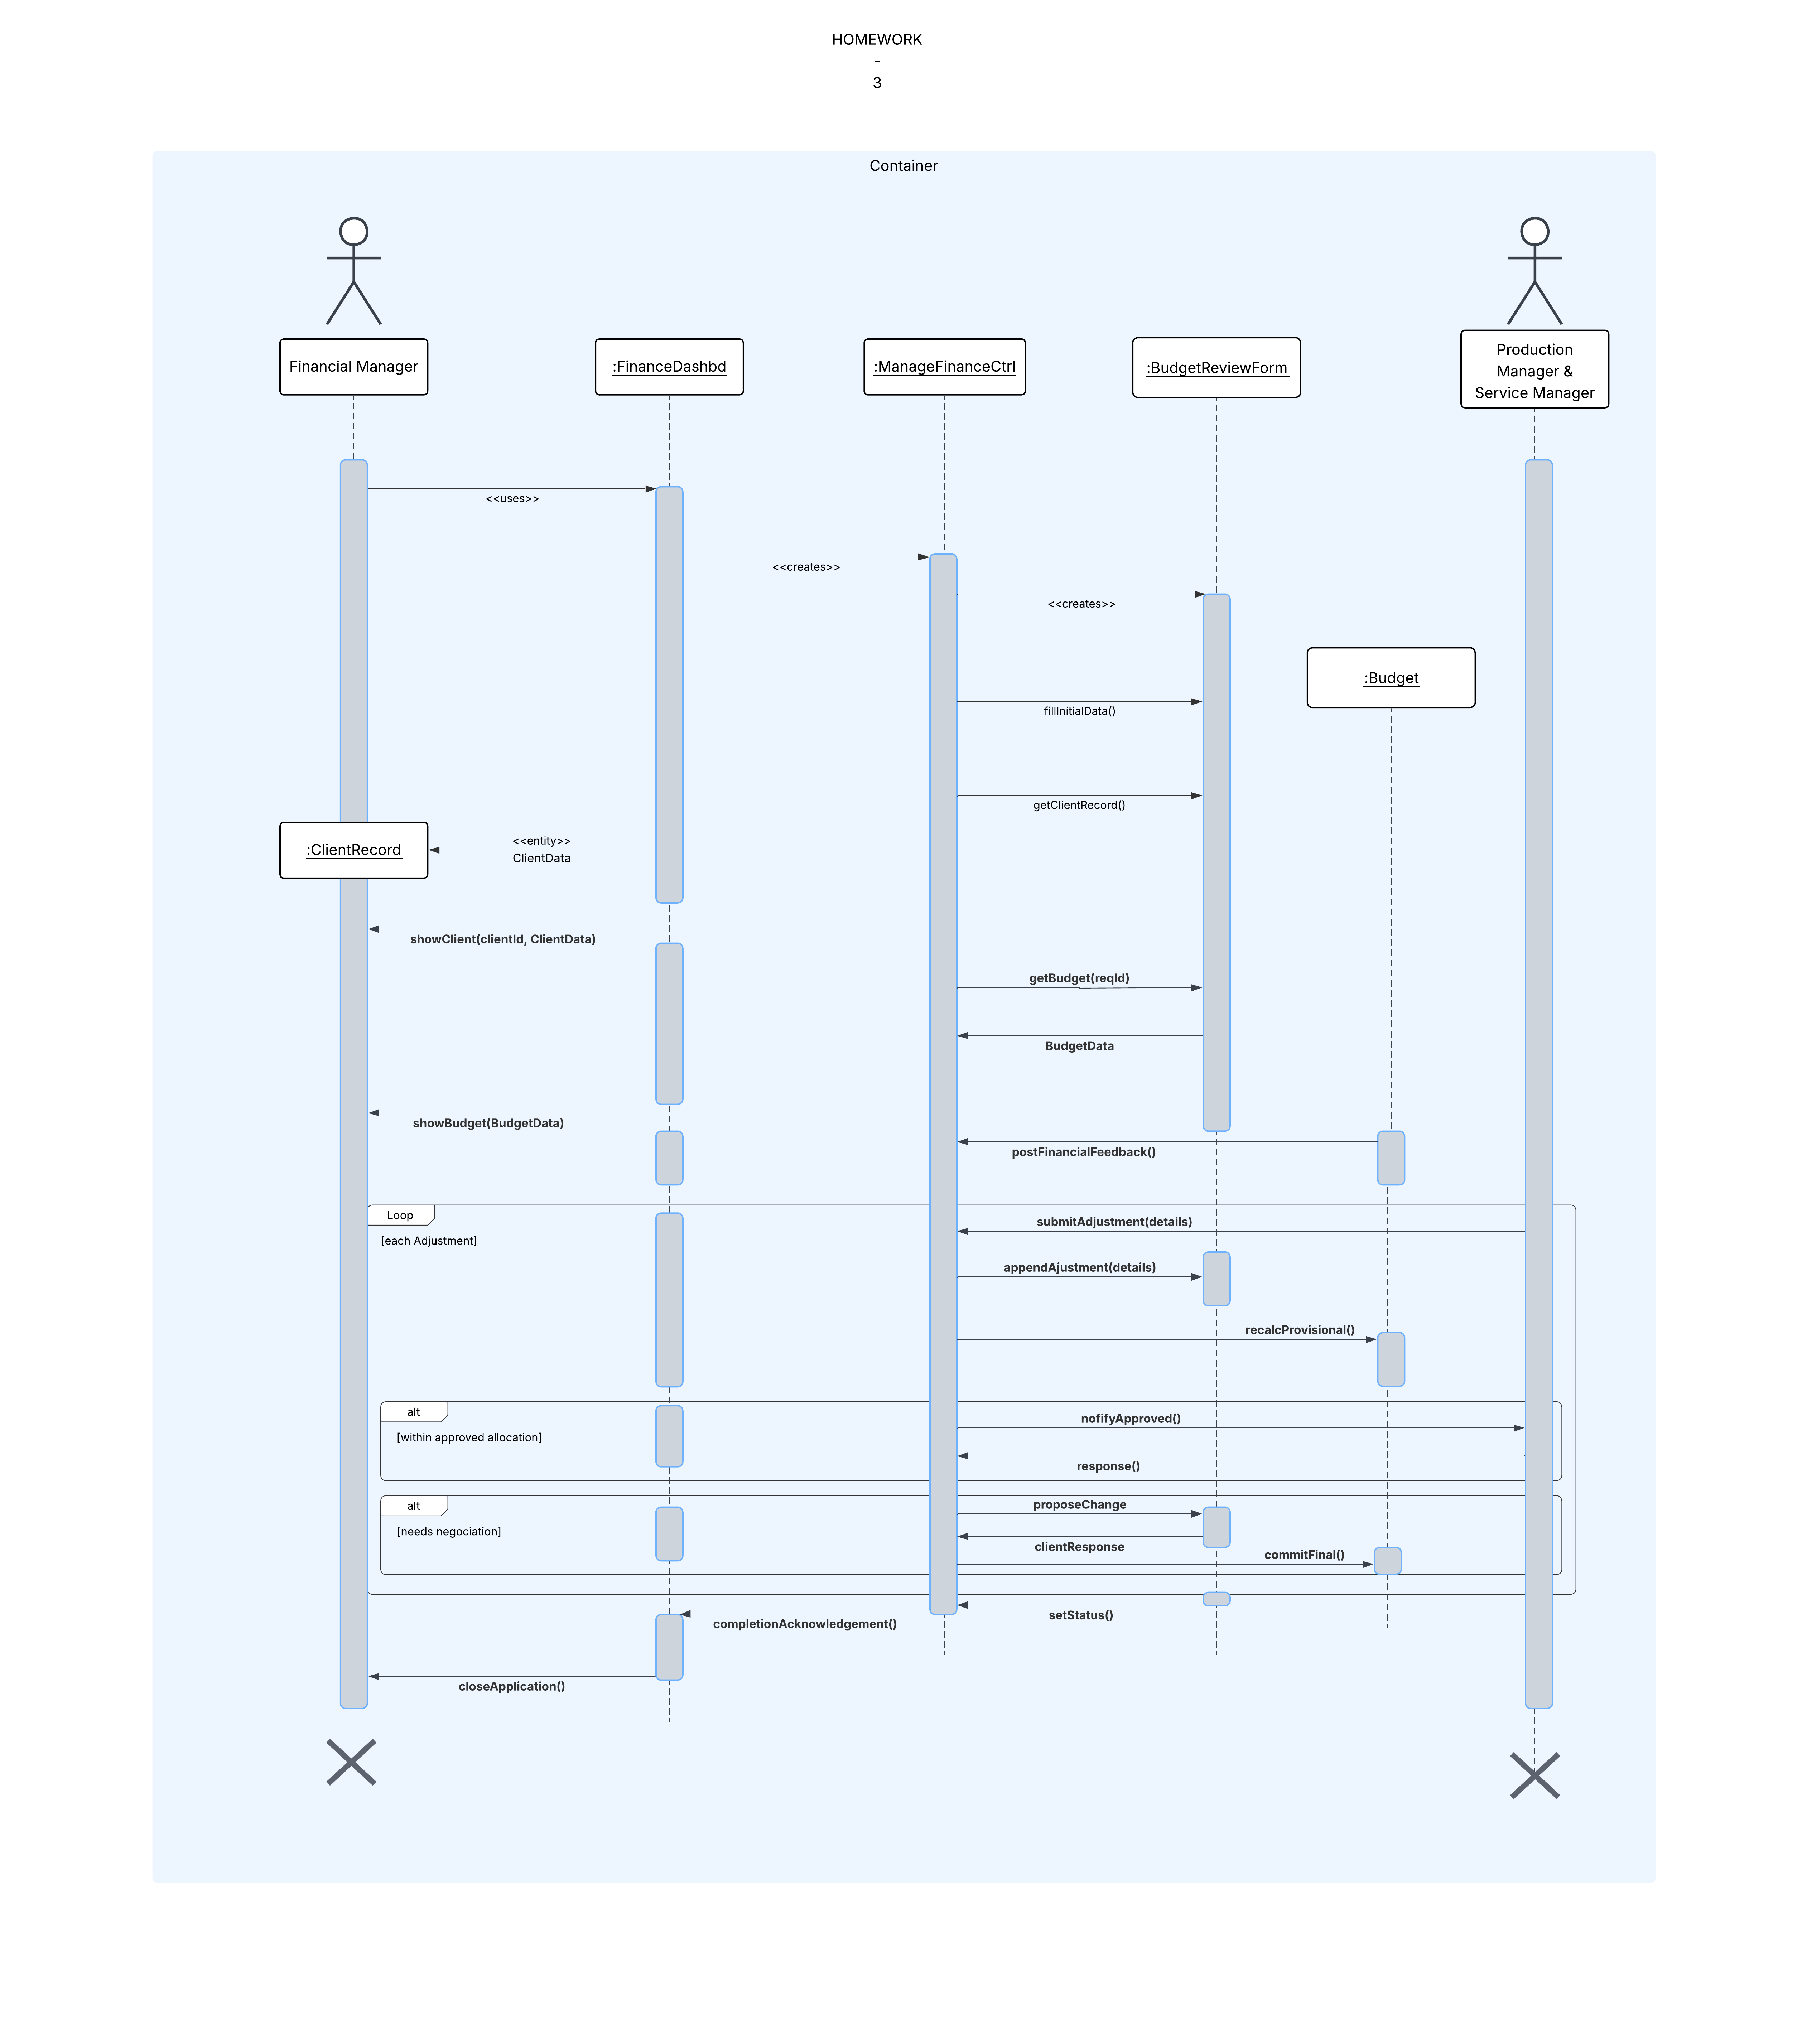 HOMEWORK
-
3
Container
Financial Manager
:FinanceDashbd
:ManageFinanceCtrl
:BudgetReviewForm
Production
Manager &
Service Manager
<<uses>>
<<creates>>
<<creates>>
:Budget
fillInitialData()
getClientRecord()
:ClientRecord
<<entity>>
ClientData
showClient(clientId, ClientData)
getBudget(reqId)
BudgetData
showBudget(BudgetData)
postFinancialFeedback()
Loop
[each Adjustment]
submitAdjustment(details)
appendAjustment(details)
recalcProvisional()
alt
[within approved allocation]
nofifyApproved()
response()
alt
[needs negociation]
proposeChange
clientResponse
commitFinal()
setStatus()
completionAcknowledgement()
closeApplication()